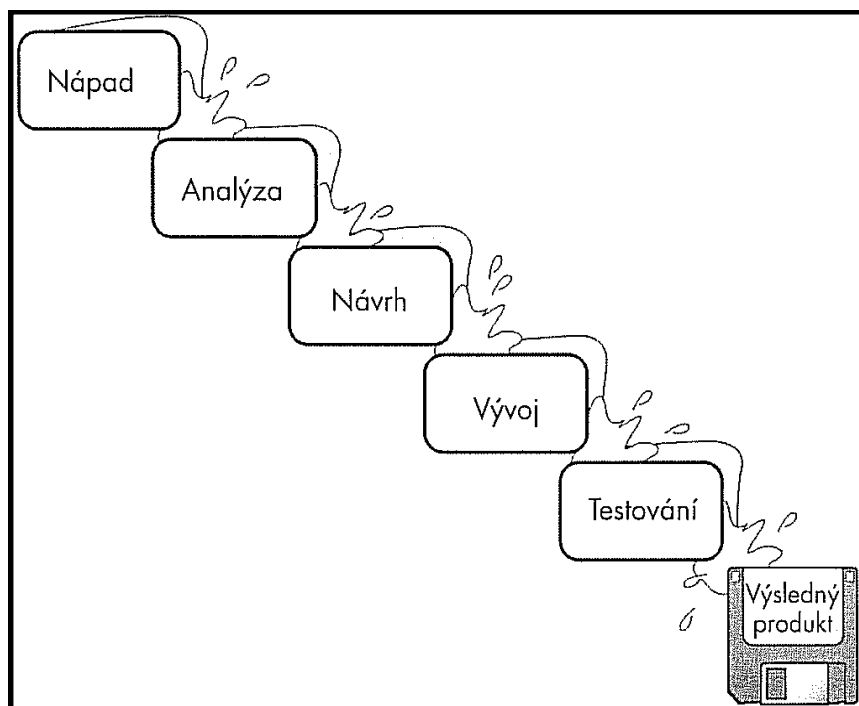 Nápad
Analýza
Návrh
Vývoj
Testování
Výsledný
produkt